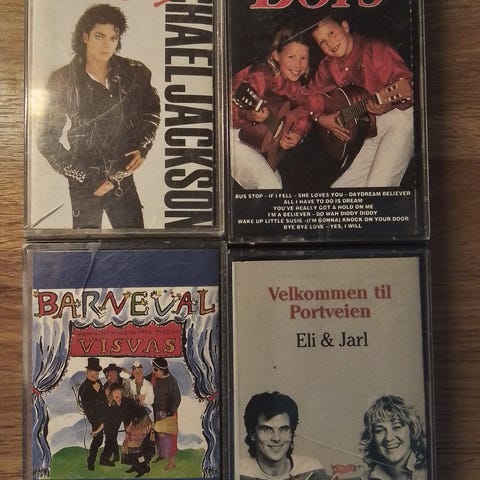 MICHAEL JACKSON
BOYS
BUS STOP - IF I FELL - SHE LOVES YOU - DAYDREAM BELIEVER
ALL I HAVE TO DO IS DREAM
YOU'VE REALLY GOT A HOLD ON ME
I'M A BELIEVER - DO WAH DIDDY DIDDY
WAKE UP LITTLE SUSIE - (I'M GONNA) KNOCK ON YOUR DOOR
BYE BYE LOVE - YES, I WILL
BARNEVAL
VISVAS
Velkommen til
Portveien
Eli & Jarl